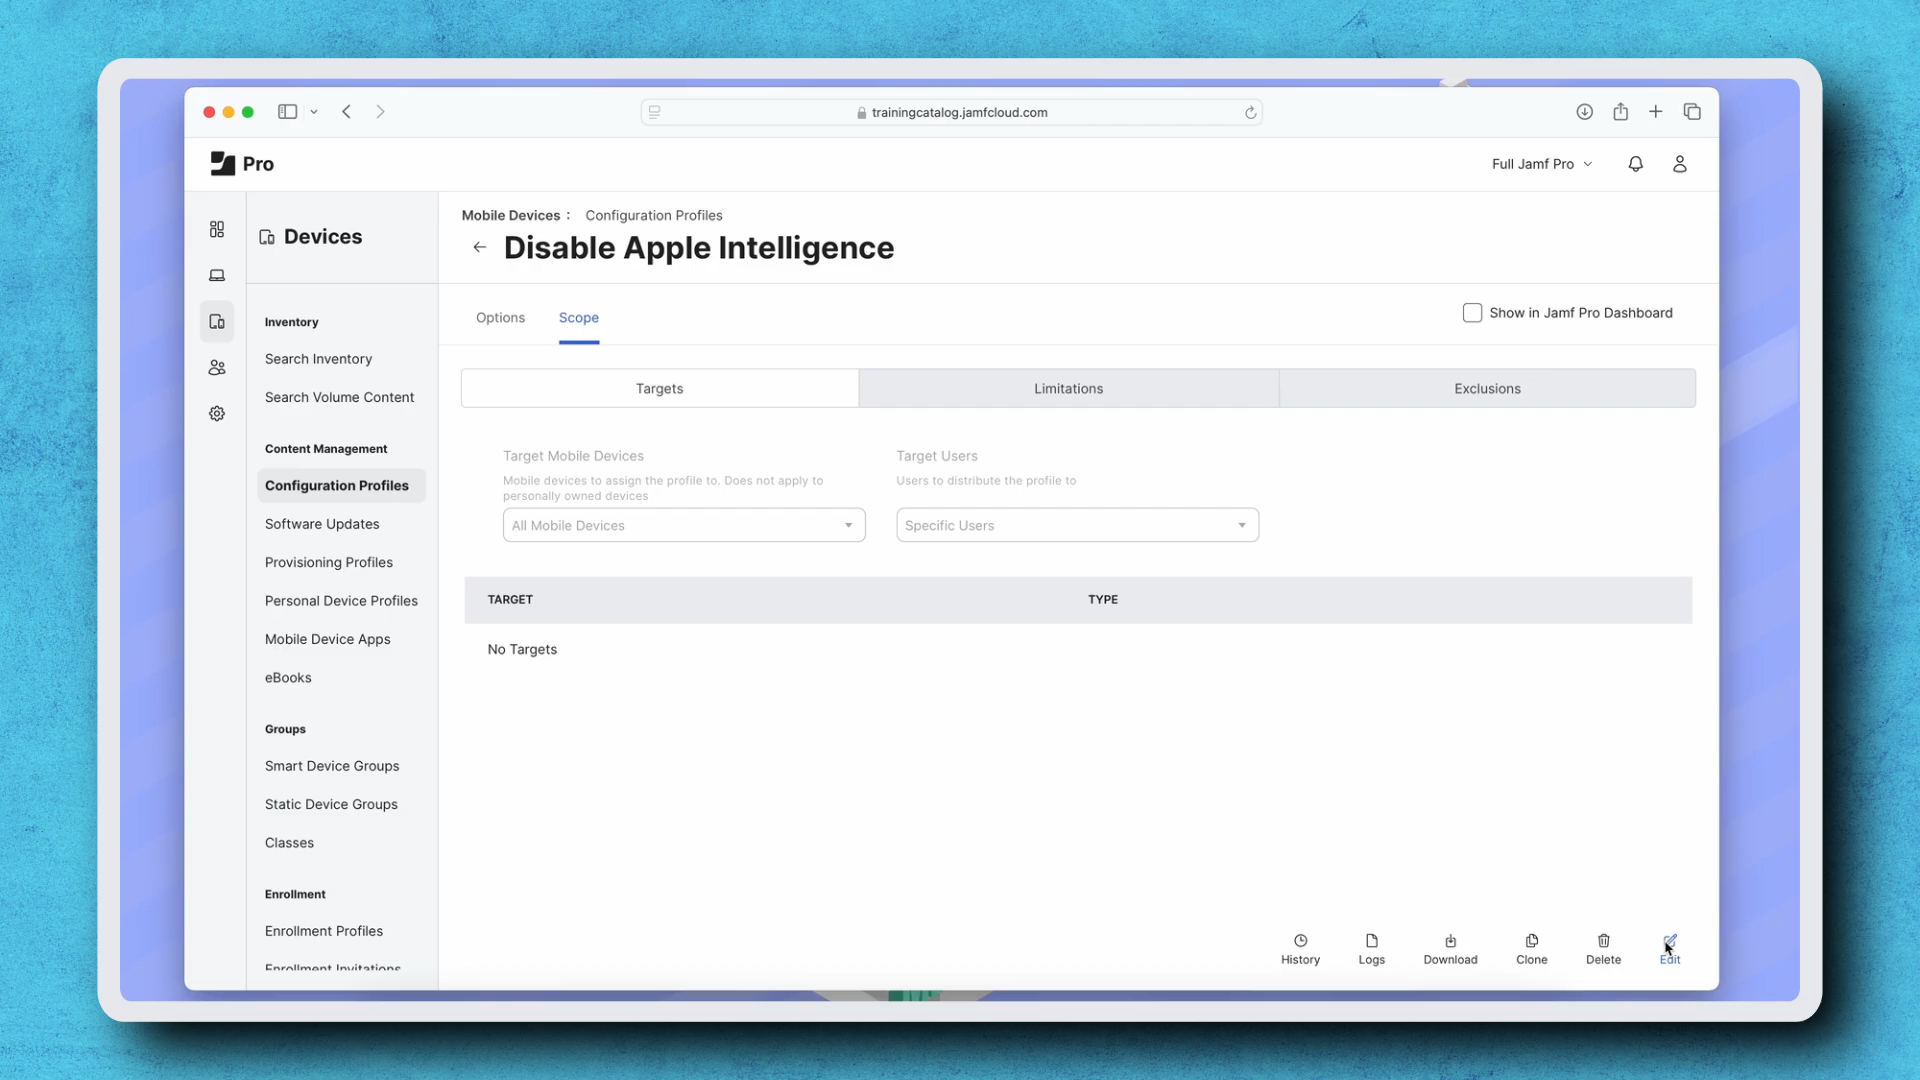 trainingcatalog.jamfcloud.com
Pro
Full Jamf Pro
Devices
Inventory
Search Inventory
Search Volume Content
Content Management
Configuration Profiles
Software Updates
Provisioning Profiles
Personal Device Profiles
Mobile Device Apps
eBooks
Groups
Smart Device Groups
Static Device Groups
Classes
Enrollment
Enrollment Profiles
Enrollment Invitations
Mobile Devices : Configuration Profiles
Disable Apple Intelligence
Options Scope
Show in Jamf Pro Dashboard
Targets Limitations Exclusions
Target Mobile Devices
Mobile devices to assign the profile to. Does not apply to
personally owned devices
All Mobile Devices
Target Users
Users to distribute the profile to
Specific Users
TARGET TYPE
No Targets
History Logs Download Clone Delete Edit